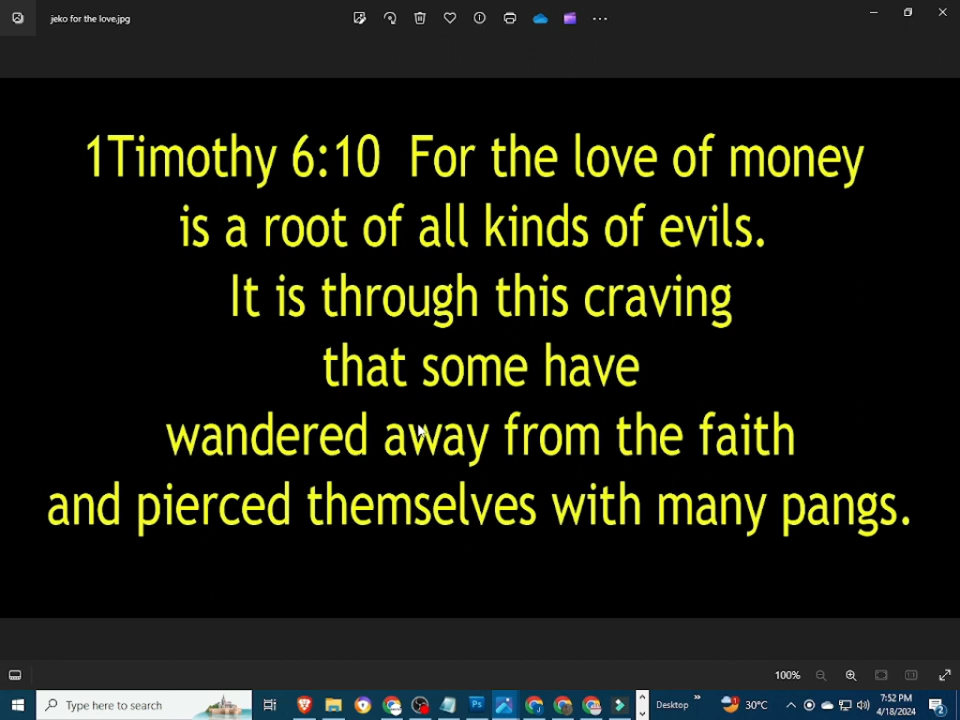 jeko for the love.jpg
1Timothy 6:10 For the love of money
is a root of all kinds of evils.
It is through this craving
that some have
wandered away from the faith
and pierced themselves with many pangs.
100%
Type here to search
Desktop
30°C
7:52 PM
4/18/2024
2